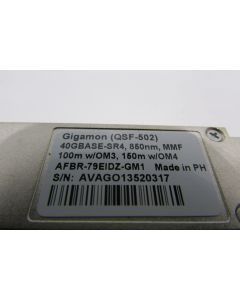 Gigamon (QSF-502)
40GBASE-SR4, 850nm, MMF
100m w/OM3, 150m w/OM4
AFBR-79EIDZ-GM1 Made in PH
S/N: AVAGO13520317